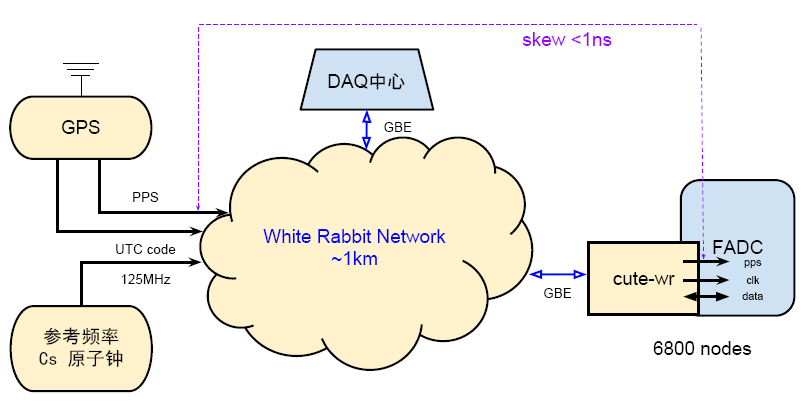 skew <1ns
DAQ中心
GPS
GBE
PPS
White Rabbit Network
~1km
UTC code
125MHz
FADC
pps
cute-wr
clk
data
GBE
参考频率
Cs 原子钟
6800 nodes